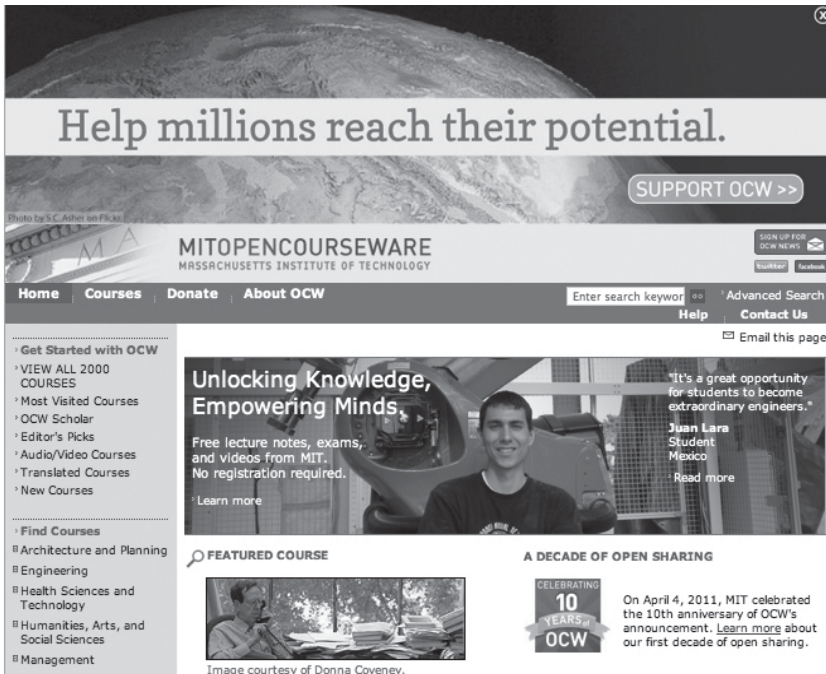 X
Help millions reach their potential.
SUPPORT OCW >>
Photo by S.C. Asher on Flickr
MITOPENCOURSEWARE
MASSACHUSETTS INSTITUTE OF TECHNOLOGY
SIGN UP FOR
OCW NEWS
twitter facebook
Home Courses Donate About OCW
Enter search keywor GO Advanced Search
Help Contact Us
Email this page
Get Started with OCW
VIEW ALL 2000
COURSES
Most Visited Courses
OCW Scholar
Editor's Picks
Audio/Video Courses
Translated Courses
New Courses
Find Courses
Architecture and Planning
Engineering
Health Sciences and
Technology
Humanities, Arts, and
Social Sciences
Management
Unlocking Knowledge,
Empowering Minds.
Free lecture notes, exams,
and videos from MIT.
No registration required.
Learn more
"It's a great opportunity
for students to become
extraordinary engineers."
Juan Lara
Student
Mexico
Read more
FEATURED COURSE
Image courtesy of Donna Coveney.
A DECADE OF OPEN SHARING
CELEBRATING
10
YEARS of
OCW
On April 4, 2011, MIT celebrated
the 10th anniversary of OCW's
announcement. Learn more about
our first decade of open sharing.